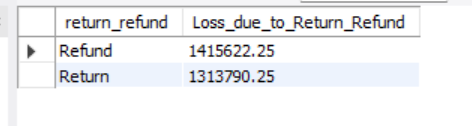 return_refund Loss_due_to_Return_Refund
Refund 1415622.25
Return 1313790.25